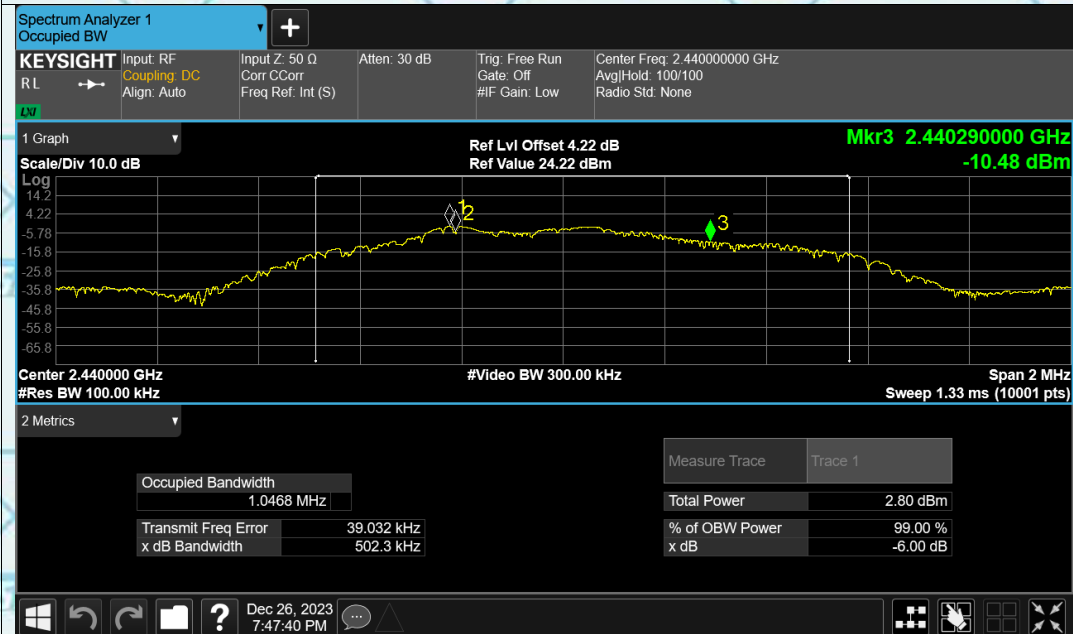 Spectrum Analyzer 1
Occupied BW
KEYSIGHT
RL
LXI
Input: RF
Coupling: DC
Align: Auto
Input Z: 50 Ω
Corr CCorr
Freq Ref: Int (S)
Atten: 30 dB
Trig: Free Run
Gate: Off
#IF Gain: Low
Center Freq: 2.440000000 GHz
Avg|Hold: 100/100
Radio Std: None
1 Graph
Scale/Div 10.0 dB
Ref Lvl Offset 4.22 dB
Ref Value 24.22 dBm
Mkr3 2.440290000 GHz
-10.48 dBm
Log
14.2
4.22
-5.78
-15.8
-25.8
-35.8
-45.8
-55.8
-65.8
1
2
3
Center 2.440000 GHz
#Video BW 300.00 kHz
Span 2 MHz
#Res BW 100.00 kHz
Sweep 1.33 ms (10001 pts)
2 Metrics
Occupied Bandwidth
1.0468 MHz
Transmit Freq Error 39.032 kHz
x dB Bandwidth 502.3 kHz
Measure Trace Trace 1
Total Power 2.80 dBm
% of OBW Power 99.00 %
x dB -6.00 dB
?
Dec 26, 2023
7:47:40 PM